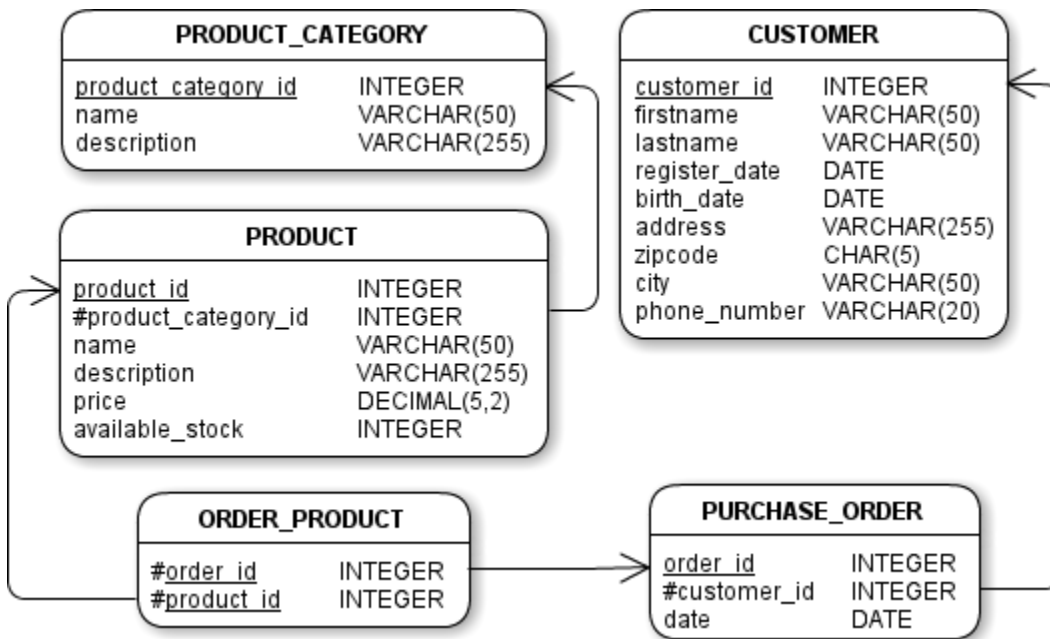 PRODUCT_CATEGORY
product_category_id INTEGER
name VARCHAR(50)
description VARCHAR(255)
CUSTOMER
customer_id INTEGER
firstname VARCHAR(50)
lastname VARCHAR(50)
register_date DATE
birth_date DATE
address VARCHAR(255)
zipcode CHAR(5)
city VARCHAR(50)
phone_number VARCHAR(20)
PRODUCT
product_id INTEGER
#product_category_id INTEGER
name VARCHAR(50)
description VARCHAR(255)
price DECIMAL(5,2)
available_stock INTEGER
ORDER_PRODUCT
#order_id INTEGER
#product_id INTEGER
PURCHASE_ORDER
order_id INTEGER
#customer_id INTEGER
date DATE